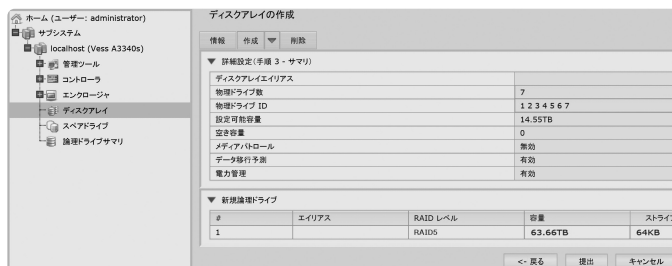 ホーム (ユーザー: administrator)
サブシステム
localhost (Vess A3340s)
管理ツール
コントローラ
エンクロージャ
ディスクアレイ
スペアドライブ
論理ドライブサマリ
ディスクアレイの作成
情報 作成 削除
詳細設定(手順 3 - サマリ)
ディスクアレイエイリアス
物理ドライブ数 7
物理ドライブ ID 1 2 3 4 5 6 7
設定可能容量 14.55TB
空き容量 0
メディアパトロール 無効
データ移行予測 有効
電力管理 有効
新規論理ドライブ
# エイリアス RAID レベル 容量 ストライ
1 RAID5 63.66TB 64KB
<- 戻る 提出 キャンセル